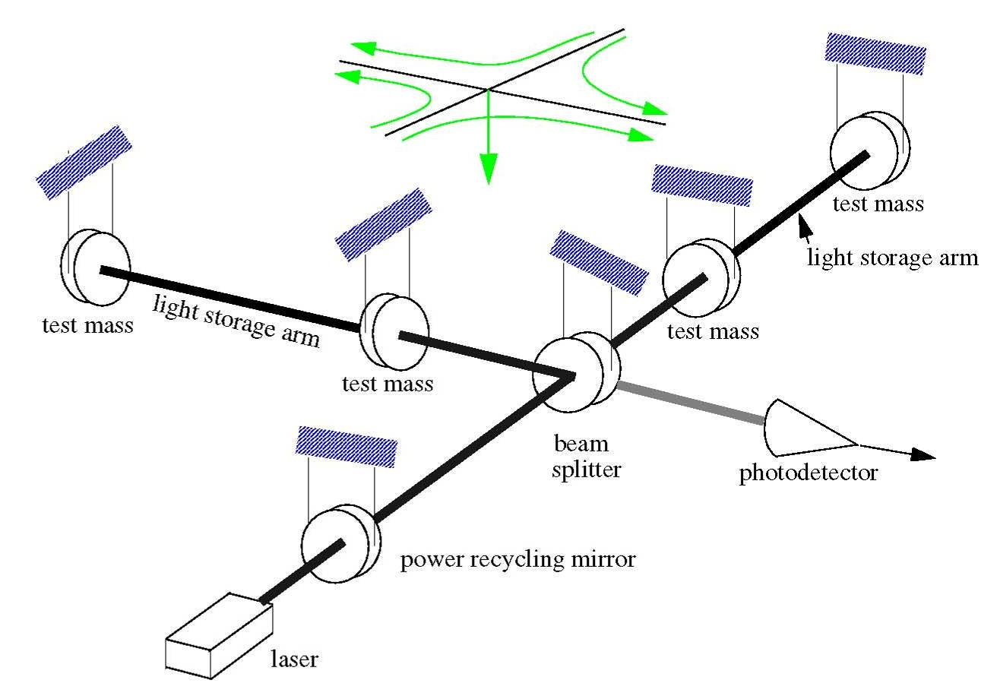 test mass
light storage arm
test mass
test mass
light storage arm
test mass
beam
splitter
photodetector
power recycling mirror
laser